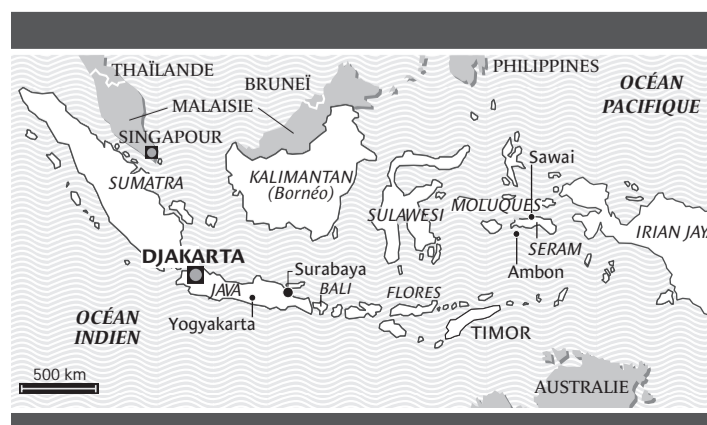 THAÏLANDE
PHILIPPINES
BRUNEÏ
OCÉAN
PACIFIQUE
MALAISIE
SINGAPOUR
Sawai
SUMATRA
KALIMANTAN
(Bornéo)
MOLUQUES
SULAWESI
IRIAN JAY
SERAM
DJAKARTA
Ambon
Surabaya
JAVA
BALI
FLORES
OCÉAN
INDIEN
Yogyakarta
TIMOR
500 km
AUSTRALIE